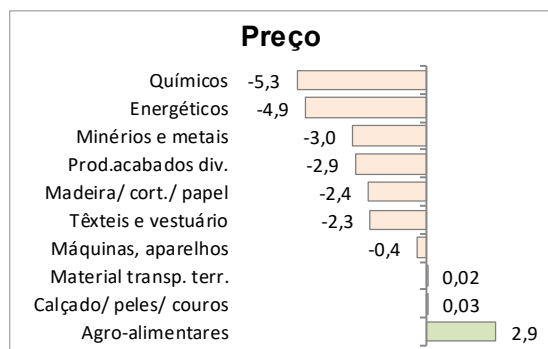 Preço
Químicos -5,3
Energéticos -4,9
Minérios e metais -3,0
Prod.acabados div. -2,9
Madeira/ cort./ papel -2,4
Têxteis e vestuário -2,3
Máquinas, aparelhos -0,4
Material transp. terr. 0,02
Calçado/ peles/ couros 0,03
Agro-alimentares 2,9